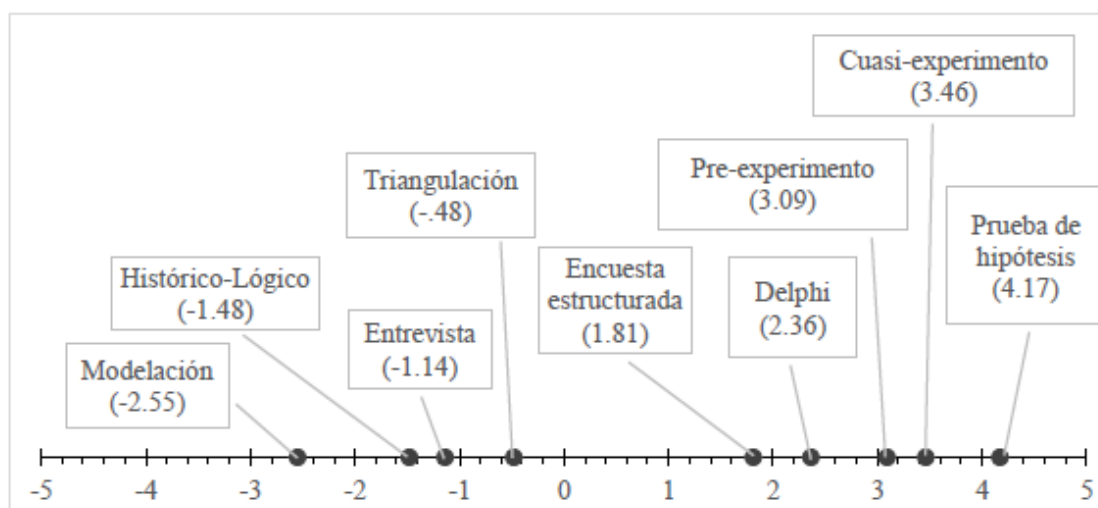 Cuasi-experimento
(3.46)
Pre-experimento
(3.09)
Triangulación
(-.48)
Prueba de
hipótesis
(4.17)
Histórico-Lógico
(-1.48)
Encuesta
estructurada
(1.81)
Delphi
(2.36)
Entrevista
(-1.14)
Modelación
(-2.55)
-5 -4 -3 -2 -1 0 1 2 3 4 5